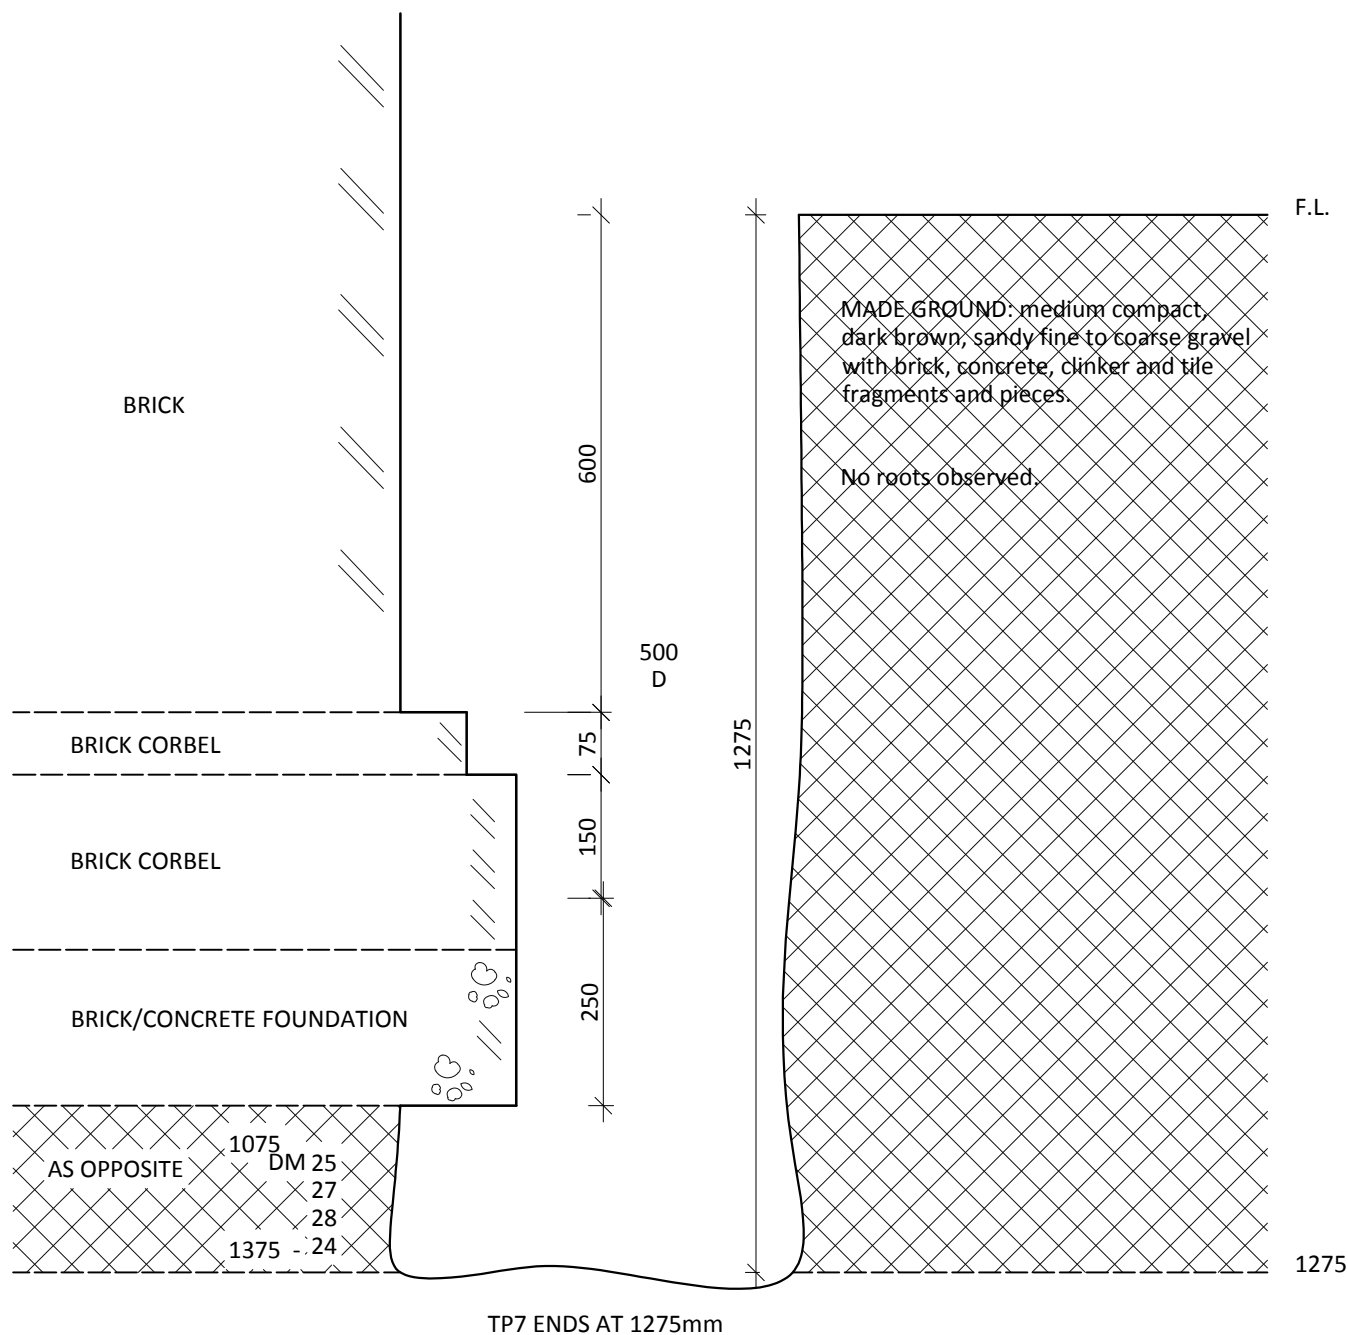 F.L.
MADE GROUND: medium compact,
dark brown, sandy fine to coarse gravel
with brick, concrete, clinker and tile
fragments and pieces.
No roots observed.
BRICK
600
500
D
BRICK CORBEL
75
1275
BRICK CORBEL
150
BRICK/CONCRETE FOUNDATION
250
AS OPPOSITE
1075
DM 25
27
28
1375 - 24
1275
TP7 ENDS AT 1275mm